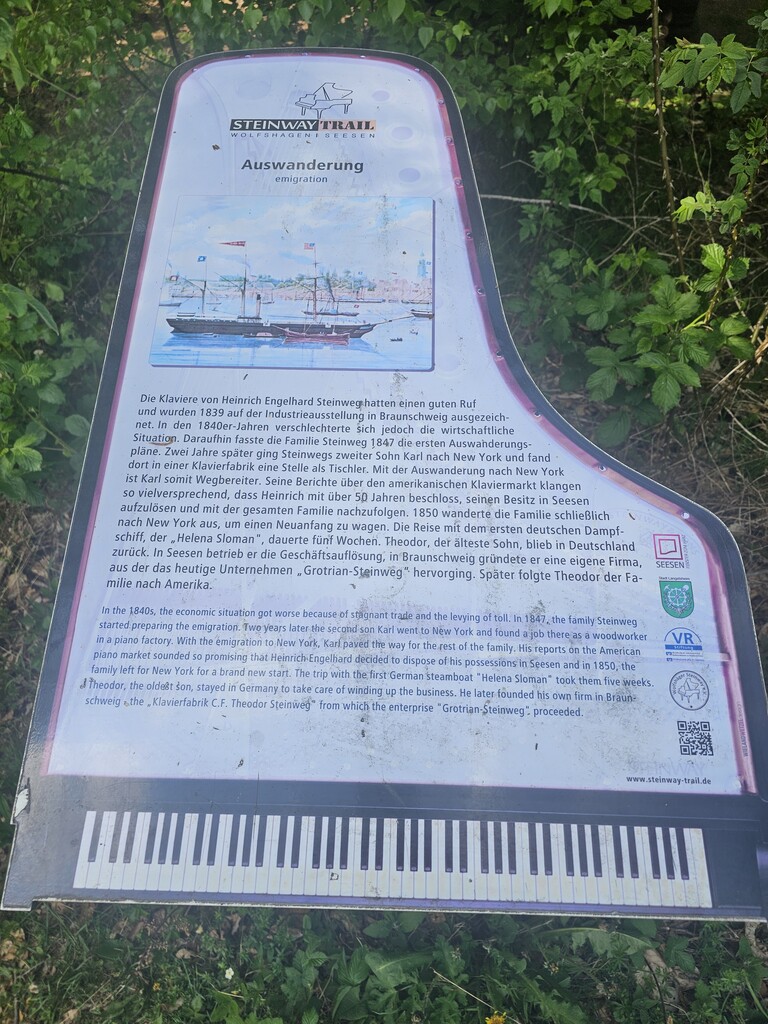 STEINWAY TRAIL
WOLFSHAGEN SEESEN
Auswanderung
emigration
Die Klaviere von Heinrich Engelhard Steinweg hatten einen guten Ruf
und wurden 1839 auf der Industrieausstellung in Braunschweig ausgezeich-
net. In den 1840er-Jahren verschlechterte sich jedoch die wirtschaftliche
Situation. Daraufhin fasste die Familie Steinweg 1847 die ersten Auswanderungs-
pläne. Zwei Jahre später ging Steinwegs zweiter Sohn Karl nach New York und fand
dort in einer Klavierfabrik eine Stelle als Tischler. Mit der Auswanderung nach New York
ist Karl somit Wegbereiter. Seine Berichte über den amerikanischen Klaviermarkt klangen
so vielversprechend, dass Heinrich mit über 50 Jahren beschloss, seinen Besitz in Seesen
aufzulösen und mit der gesamten Familie nachzufolgen. 1850 wanderte die Familie schließlich
nach New York aus, um einen Neuanfang zu wagen. Die Reise mit dem ersten deutschen Dampf-
schiff, der „Helena Sloman", dauerte fünf Wochen. Theodor, der älteste Sohn, blieb in Deutschland
zurück. In Seesen betrieb er die Geschäftsauflösung, in Braunschweig gründete er eine eigene Firma,
aus der das heutige Unternehmen „Grotrian-Steinweg" hervorging. Später folgte Theodor der Fa-
milie nach Amerika.
In the 1840s, the economic situation got worse because of stagnant trade and the levying of toll. In 1847, the family Steinweg
started preparing the emigration. Two years later the second son Karl went to New York and found a job there as a woodworker
in a piano factory. With the emigration to New York, Karl paved the way for the rest of the family. His reports on the American
piano market sounded so promising that Heinrich-Engelhard decided to dispose of his possessions in Seesen and in 1850, the
family left for New York for a brand new start. The trip with the first German steamboat "Helena Sloman" took them five weeks.
Theodor, the oldest son, stayed in Germany to take care of winding up the business. He later founded his own firm in Braun-
schweig - the „Klavierfabrik C.F. Theodor Steinweg" from which the enterprise "Grotrian-Steinweg" proceeded.
SEESEN
VR
Stiftung
www.steinway-trail.de